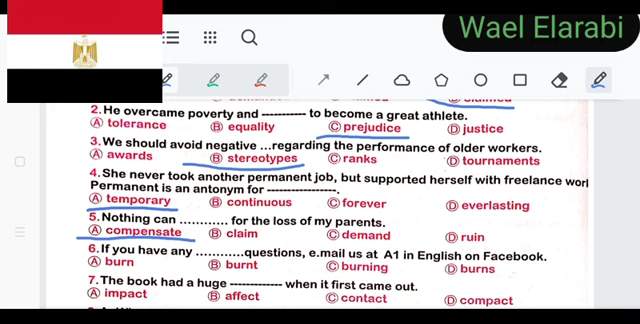 Wael Elarabi
claimed
2.He overcame poverty and ----------- to become a great athlete.
Ⓐ tolerance Ⓑ equality Ⓒ prejudice Ⓓ justice
3.We should avoid negative ...regarding the performance of older workers.
Ⓐ awards Ⓑ stereotypes Ⓒ ranks Ⓓ tournaments
4.She never took another permanent job, but supported herself with freelance
Permanent is an antonym for -----------------.
Ⓐ temporary Ⓑ continuous Ⓒ forever Ⓓ everlasting
5.Nothing can ............ for the loss of my parents.
Ⓐ compensate Ⓑ claim Ⓒ demand Ⓓ ruin
6.If you have any ............questions, e.mail us at A1 in English on Facebook.
Ⓐ burn Ⓑ burnt Ⓒ burning Ⓓ burns
7.The book had a huge ------------- when it first came out.
Ⓐ impact Ⓑ affect Ⓒ contact Ⓓ compact